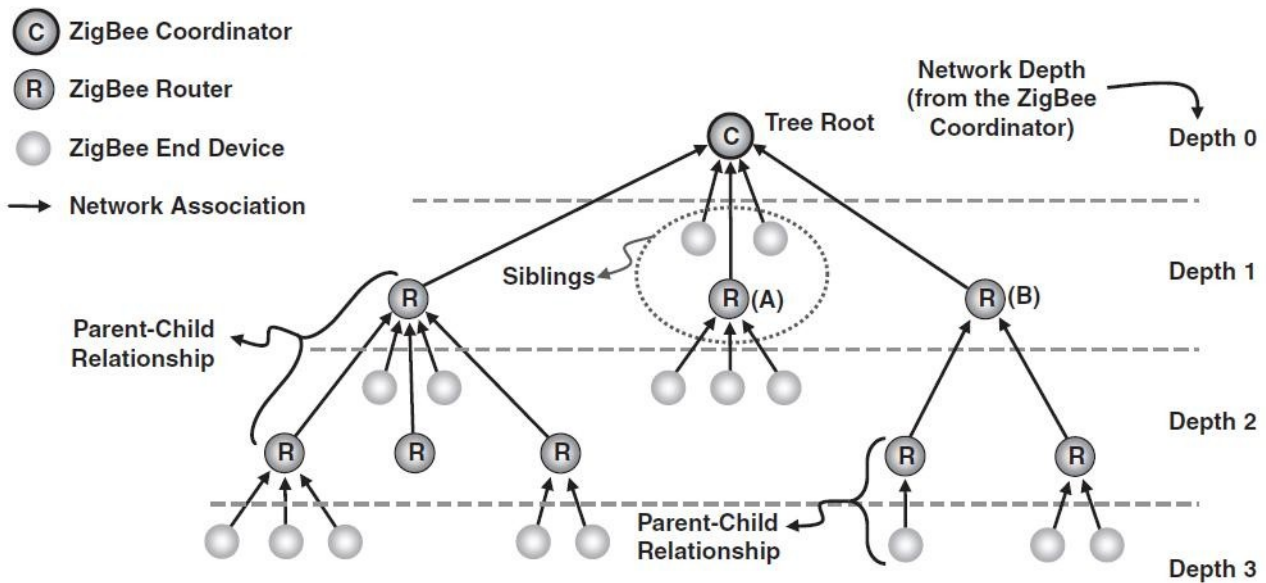 C ZigBee Coordinator
R ZigBee Router
ZigBee End Device
Network Association
Network Depth
(from the ZigBee
Coordinator)
C Tree Root
Depth 0
Siblings
Depth 1
R
R (A)
R (B)
Parent-Child
Relationship
Depth 2
R
R
R
R
R
Parent-Child
Relationship
Depth 3